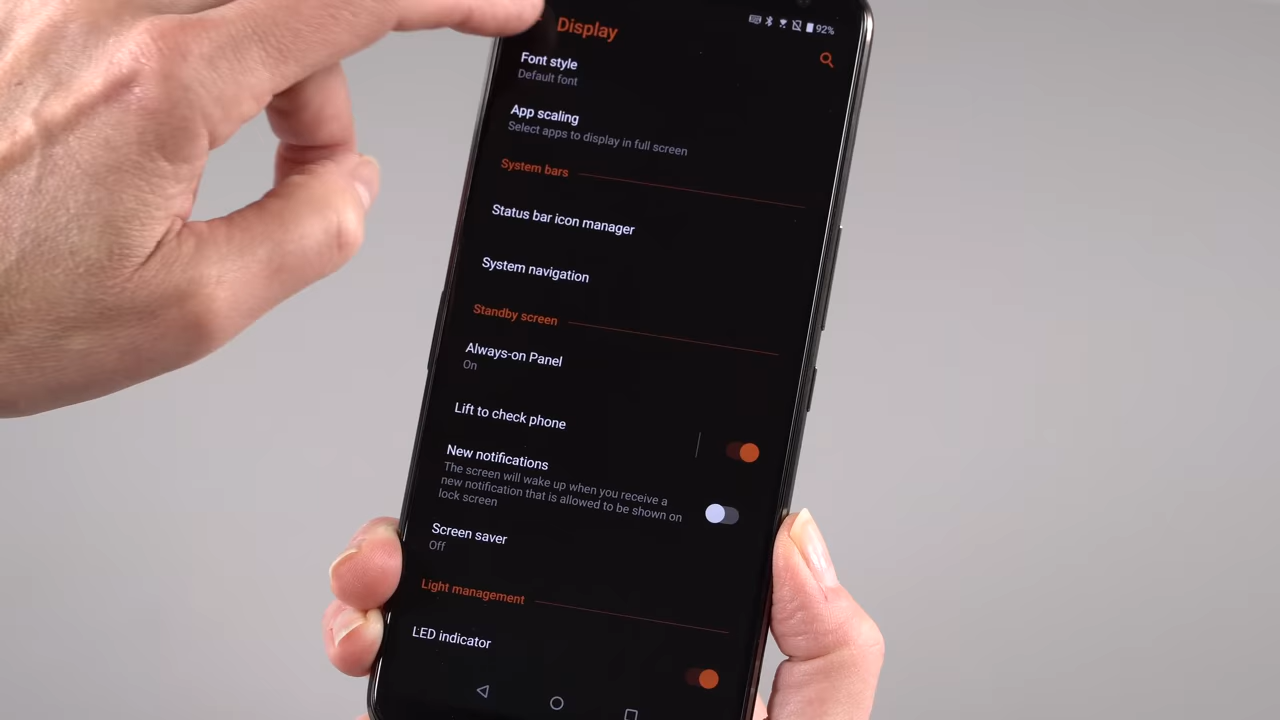 Display
92%
Font style
Default font
App scaling
Select apps to display in full screen
System bars
Status bar icon manager
System navigation
Standby screen
Always-on Panel
On
Lift to check phone
New notifications
The screen will wake up when you receive a
new notification that is allowed to be shown on
lock screen
Screen saver
Off
Light management
LED indicator